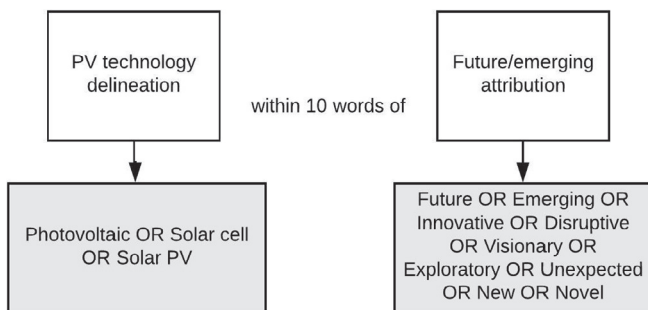 PV technology
delineation
within 10 words of
Future/emerging
attribution
Photovoltaic OR Solar cell
OR Solar PV
Future OR Emerging OR
Innovative OR Disruptive
OR Visionary OR
Exploratory OR Unexpected
OR New OR Novel